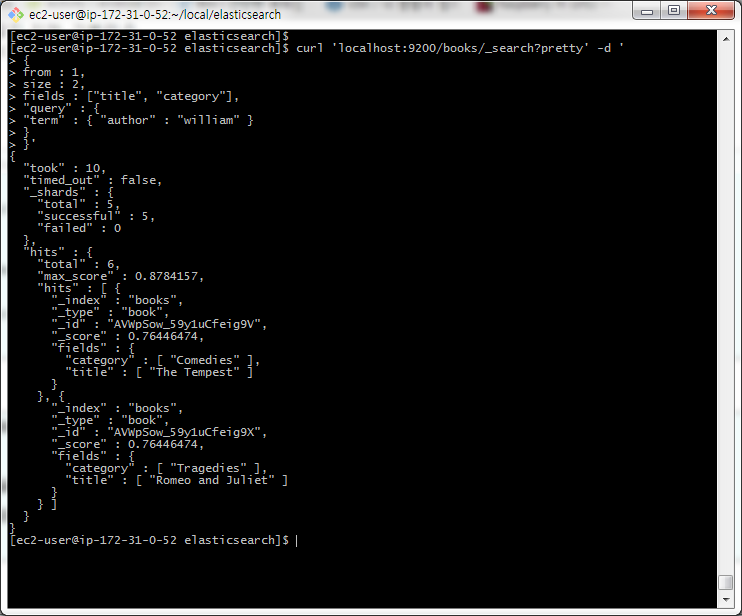 ec2-user@ip-172-31-0-52:~/local/elasticsearch
[ec2-user@ip-172-31-0-52 elasticsearch]$
[ec2-user@ip-172-31-0-52 elasticsearch]$ curl 'localhost:9200/books/_search?pretty' -d '
> {
> from : 1,
> size : 2,
> fields : ["title", "category"],
> "query" : {
> "term" : { "author" : "william" }
> }
> }'
{
  "took" : 10,
  "timed_out" : false,
  "_shards" : {
    "total" : 5,
    "successful" : 5,
    "failed" : 0
  },
  "hits" : {
    "total" : 6,
    "max_score" : 0.8784157,
    "hits" : [ {
      "_index" : "books",
      "_type" : "book",
      "_id" : "AVWpSow_59y1uCfeig9V",
      "_score" : 0.76446474,
      "fields" : {
        "category" : [ "Comedies" ],
        "title" : [ "The Tempest" ]
      }
    }, {
      "_index" : "books",
      "_type" : "book",
      "_id" : "AVWpSow_59y1uCfeig9X",
      "_score" : 0.76446474,
      "fields" : {
        "category" : [ "Tragedies" ],
        "title" : [ "Romeo and Juliet" ]
      }
    } ]
  }
}
[ec2-user@ip-172-31-0-52 elasticsearch]$